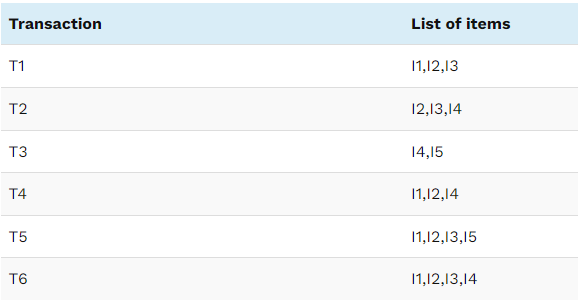 Transaction List of items
T1 I1,I2,I3
T2 I2,I3,I4
T3 I4,I5
T4 I1,I2,I4
T5 I1,I2,I3,I5
T6 I1,I2,I3,I4